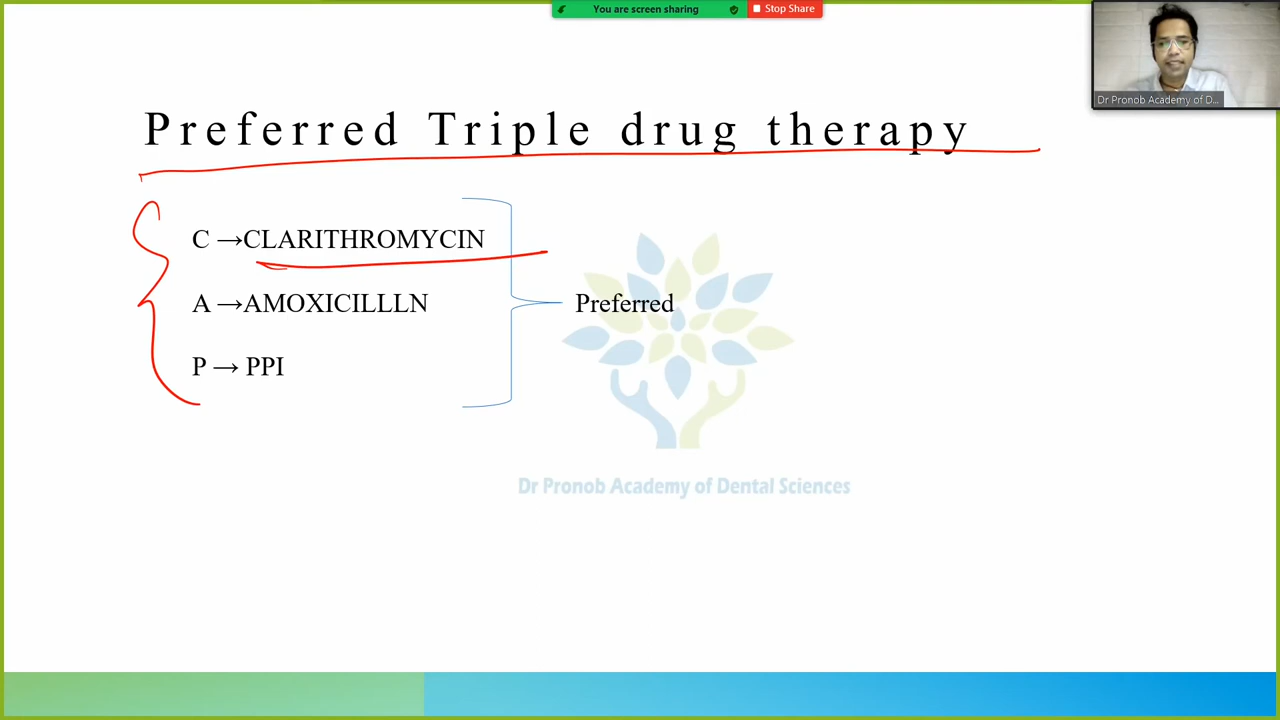 You are screen sharing
Stop Share
Dr Pronob Academy of D...
Preferred Triple drug therapy
C →CLARITHROMYCIN
A →AMOXICILLLN
Preferred
P → PPI
Dr Pronob Academy of Dental Sciences